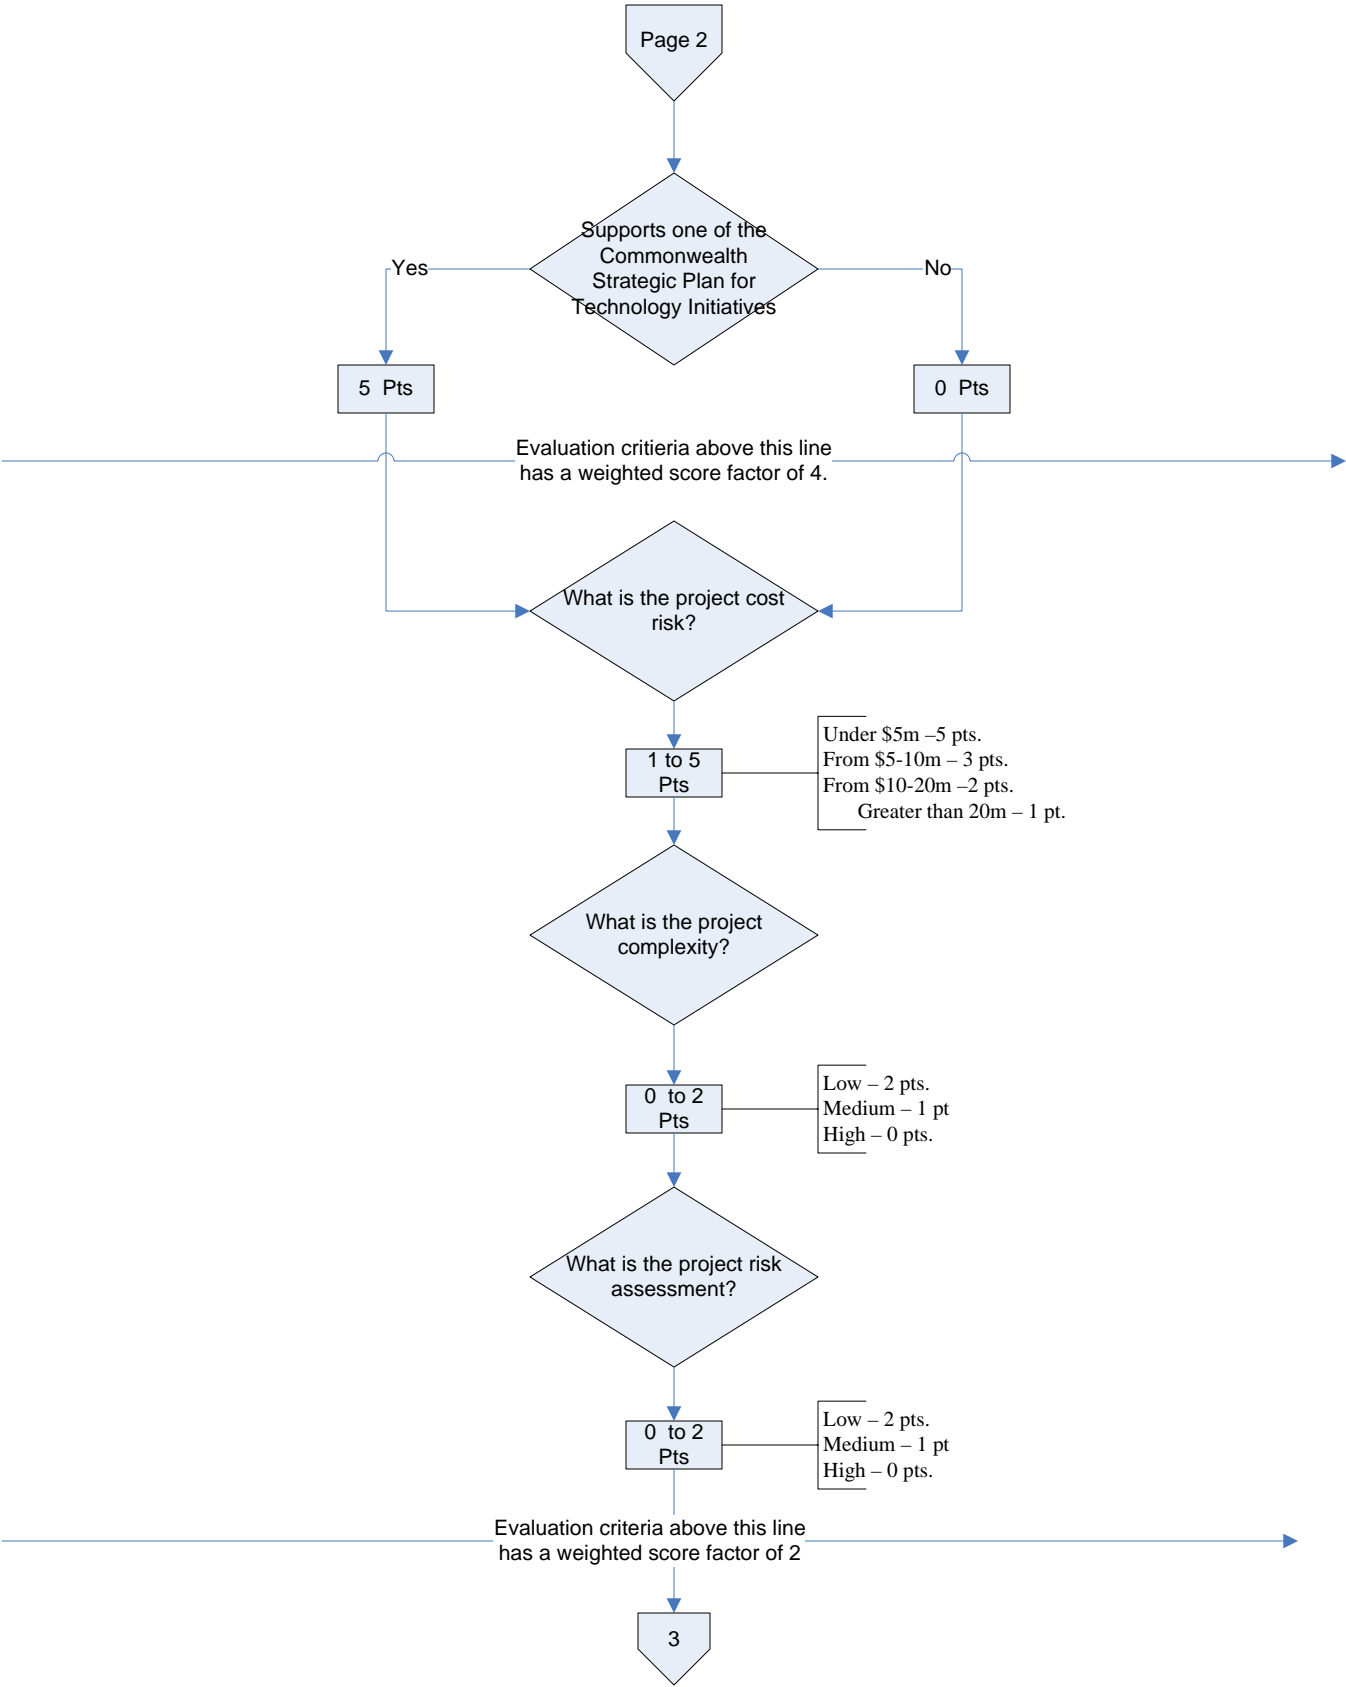 Page 2
Supports one of the
Commonwealth
Strategic Plan for
Technology Initiatives
Yes
No
5 Pts
0 Pts
Evaluation critieria above this line
has a weighted score factor of 4.
What is the project cost
risk?
1 to 5
Pts
Under $5m –5 pts.
From $5-10m – 3 pts.
From $10-20m –2 pts.
Greater than 20m – 1 pt.
What is the project
complexity?
0 to 2
Pts
Low – 2 pts.
Medium – 1 pt
High – 0 pts.
What is the project risk
assessment?
0 to 2
Pts
Low – 2 pts.
Medium – 1 pt
High – 0 pts.
Evaluation criteria above this line
has a weighted score factor of 2
3